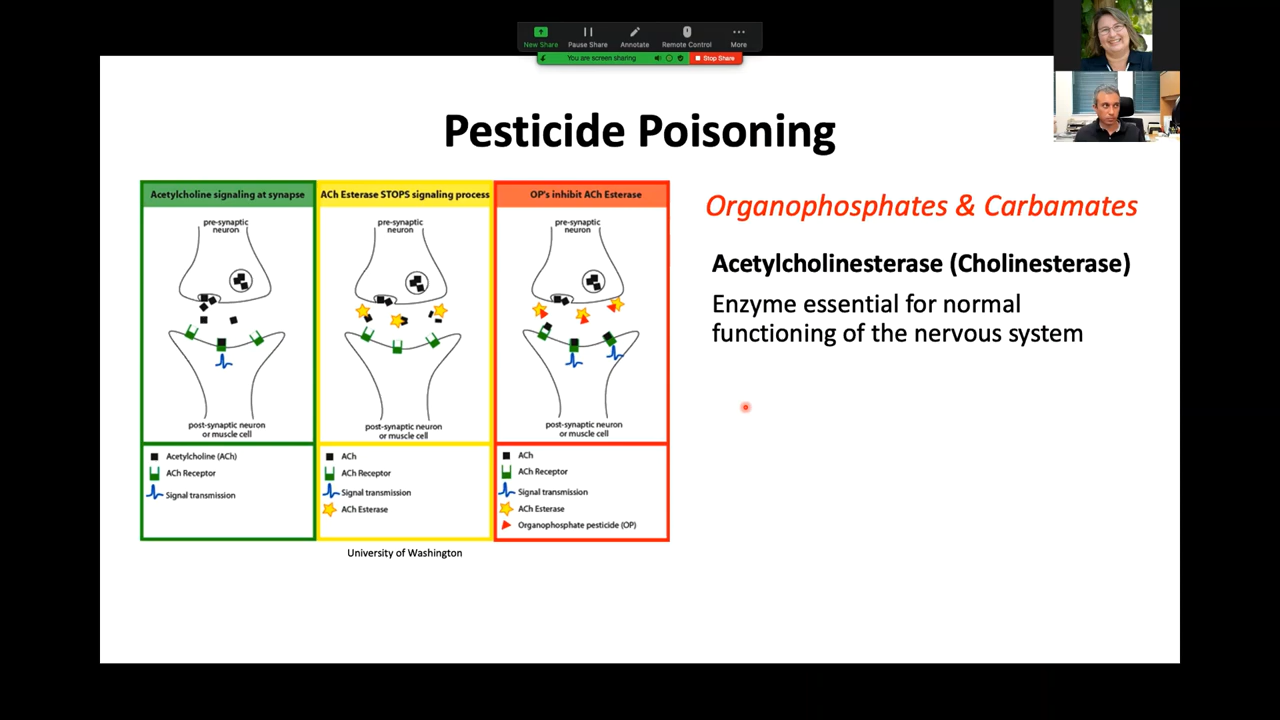 New Share
Pause Share
Annotate
Remote Control
More
You are screen sharing
Stop Share
Pesticide Poisoning
Acetylcholine signaling at synapse
pre-synaptic
neuron
post-synaptic neuron
or muscle cell
Acetylcholine (ACh)
ACh Receptor
Signal transmission
ACh Esterase STOPS signaling process
pre-synaptic
neuron
post-synaptic neuron
or muscle cell
ACh
ACh Receptor
Signal transmission
ACh Esterase
OP's inhibit ACh Esterase
pre-synaptic
neuron
post-synaptic neuron
or muscle cell
ACh
ACh Receptor
Signal transmission
ACh Esterase
Organophosphate pesticide (OP)
University of Washington
Organophosphates & Carbamates
Acetylcholinesterase (Cholinesterase)
Enzyme essential for normal
functioning of the nervous system